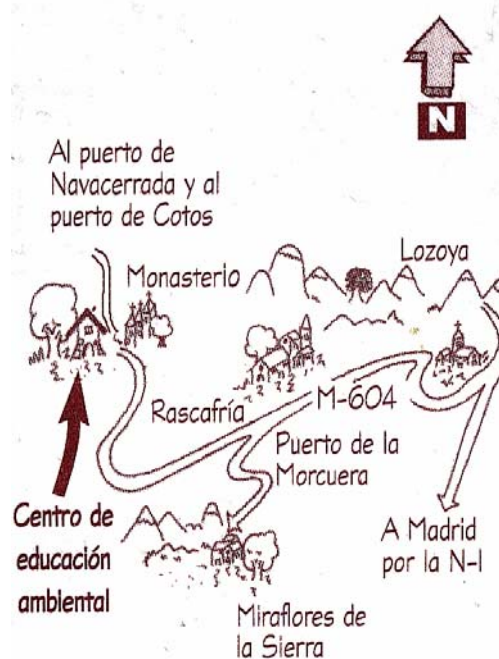 N
Al puerto de
Navacerrada y al
puerto de Cotos
Monasterio
Lozoya
Rascafría
M-604
Puerto de la
Morcuera
Centro de
educación
ambiental
A Madrid
por la N-I
Miraflores de
la Sierra